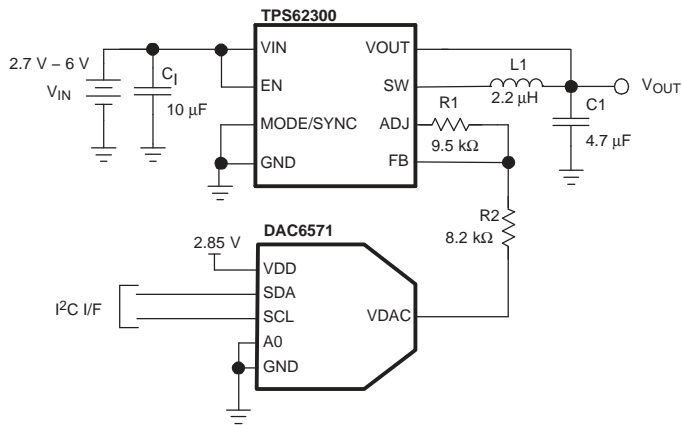 TPS62300
2.7 V – 6 V
VIN
CI
10 μF
VIN
EN
MODE/SYNC
GND
VOUT
SW
ADJ
FB
L1
2.2 μH
R1
9.5 kΩ
VOUT
C1
4.7 μF
R2
8.2 kΩ
DAC6571
2.85 V
I2C I/F
VDD
SDA
SCL
A0
GND
VDAC